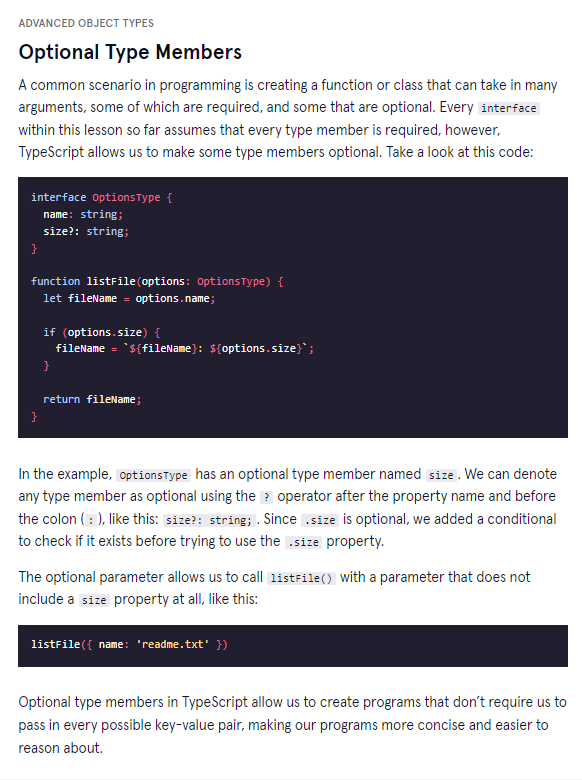 ADVANCED OBJECT TYPES
Optional Type Members
A common scenario in programming is creating a function or class that can take in many
arguments, some of which are required, and some that are optional. Every interface
within this lesson so far assumes that every type member is required, however,
TypeScript allows us to make some type members optional. Take a look at this code:
interface OptionsType {
  name: string;
  size?: string;
}
function listFile(options: OptionsType) {
  let fileName = options.name;
  if (options.size) {
    fileName = `${fileName}: ${options.size}`;
  }
  return fileName;
}
In the example, OptionsType has an optional type member named size. We can denote
any type member as optional using the ? operator after the property name and before
the colon (:), like this: size?: string;. Since .size is optional, we added a conditional
to check if it exists before trying to use the .size property.
The optional parameter allows us to call listFile() with a parameter that does not
include a size property at all, like this:
listFile({ name: 'readme.txt' })
Optional type members in TypeScript allow us to create programs that don’t require us to
pass in every possible key-value pair, making our programs more concise and easier to
reason about.